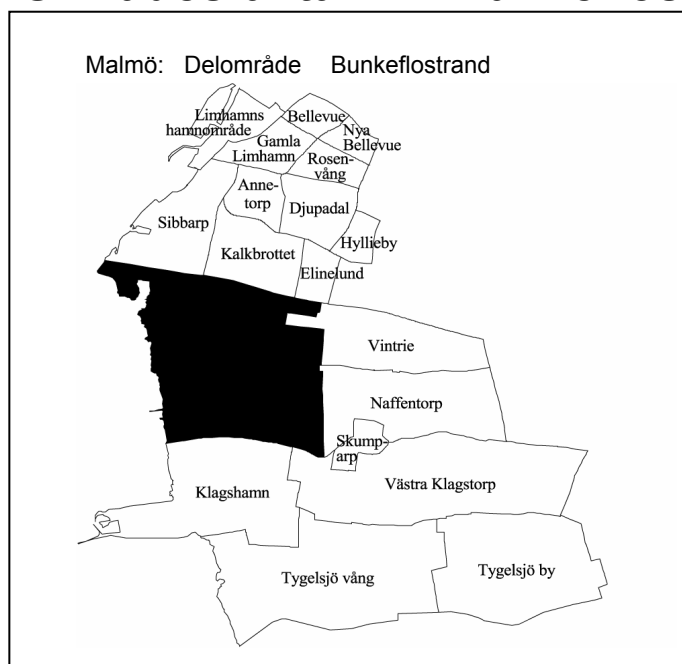 Malmö: Delområde Bunkeflostrand
Limhamns
hamnområde
Bellevue
Nya
Bellevue
Gamla
Limhamn
Rosen-
vång
Anne-
torp
Djupadal
Sibbarp
Hyllieby
Kalkbrottet
Elinelund
Vintrie
Naffentorp
Skump-
arp
Klagshamn
Västra Klagstorp
Tygelsjö vång
Tygelsjö by